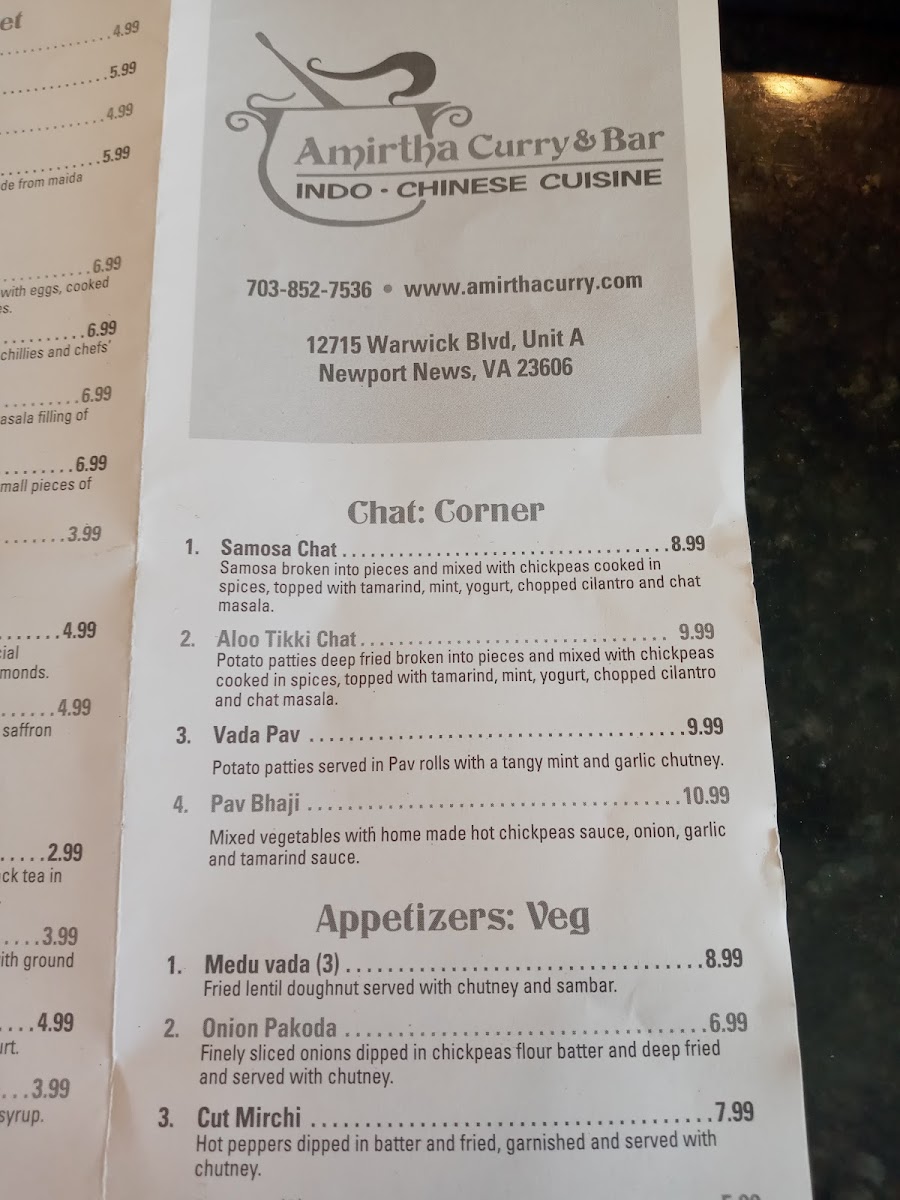 et
4.99
5.99
4.99
5.99
de from maida
6.99
with eggs, cooked
s.
6.99
chillies and chefs'
6.99
asala filling of
6.99
mall pieces of
3.99
4.99
cial
monds.
4.99
saffron
2.99
ck tea in
3.99
ith ground
4.99
urt.
3.99
syrup.
Amirtha Curry & Bar
INDO - CHINESE CUISINE
703-852-7536 • www.amirthacurry.com
12715 Warwick Blvd, Unit A
Newport News, VA 23606
Chat: Corner
1. Samosa Chat 8.99
Samosa broken into pieces and mixed with chickpeas cooked in
spices, topped with tamarind, mint, yogurt, chopped cilantro and chat
masala.
2. Aloo Tikki Chat 9.99
Potato patties deep fried broken into pieces and mixed with chickpeas
cooked in spices, topped with tamarind, mint, yogurt, chopped cilantro
and chat masala.
3. Vada Pav 9.99
Potato patties served in Pav rolls with a tangy mint and garlic chutney.
4. Pav Bhaji 10.99
Mixed vegetables with home made hot chickpeas sauce, onion, garlic
and tamarind sauce.
Appetizers: Veg
1. Medu vada (3) 8.99
Fried lentil doughnut served with chutney and sambar.
2. Onion Pakoda 6.99
Finely sliced onions dipped in chickpeas flour batter and deep fried
and served with chutney.
3. Cut Mirchi 7.99
Hot peppers dipped in batter and fried, garnished and served with
chutney.